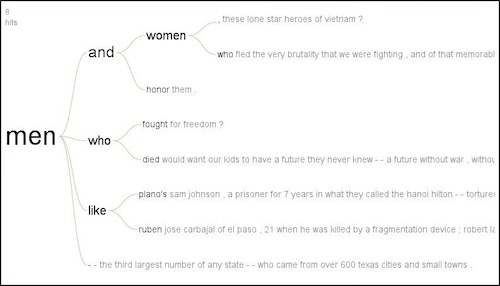 8
hits
men
and
women
, these lone star heroes of vietnam ?
who fled the very brutality that we were fighting , and of that memorabl
honor them .
who
fought for freedom ?
died would want our kids to have a future they never knew - - a future without war , withou
like
plano's sam johnson , a prisoner for 7 years in what they called the hanoi hilton - - torture
ruben jose carbajal of el paso , 21 when he was killed by a fragmentation device ; robert la
- - the third largest number of any state - - who came from over 600 texas cities and small towns .